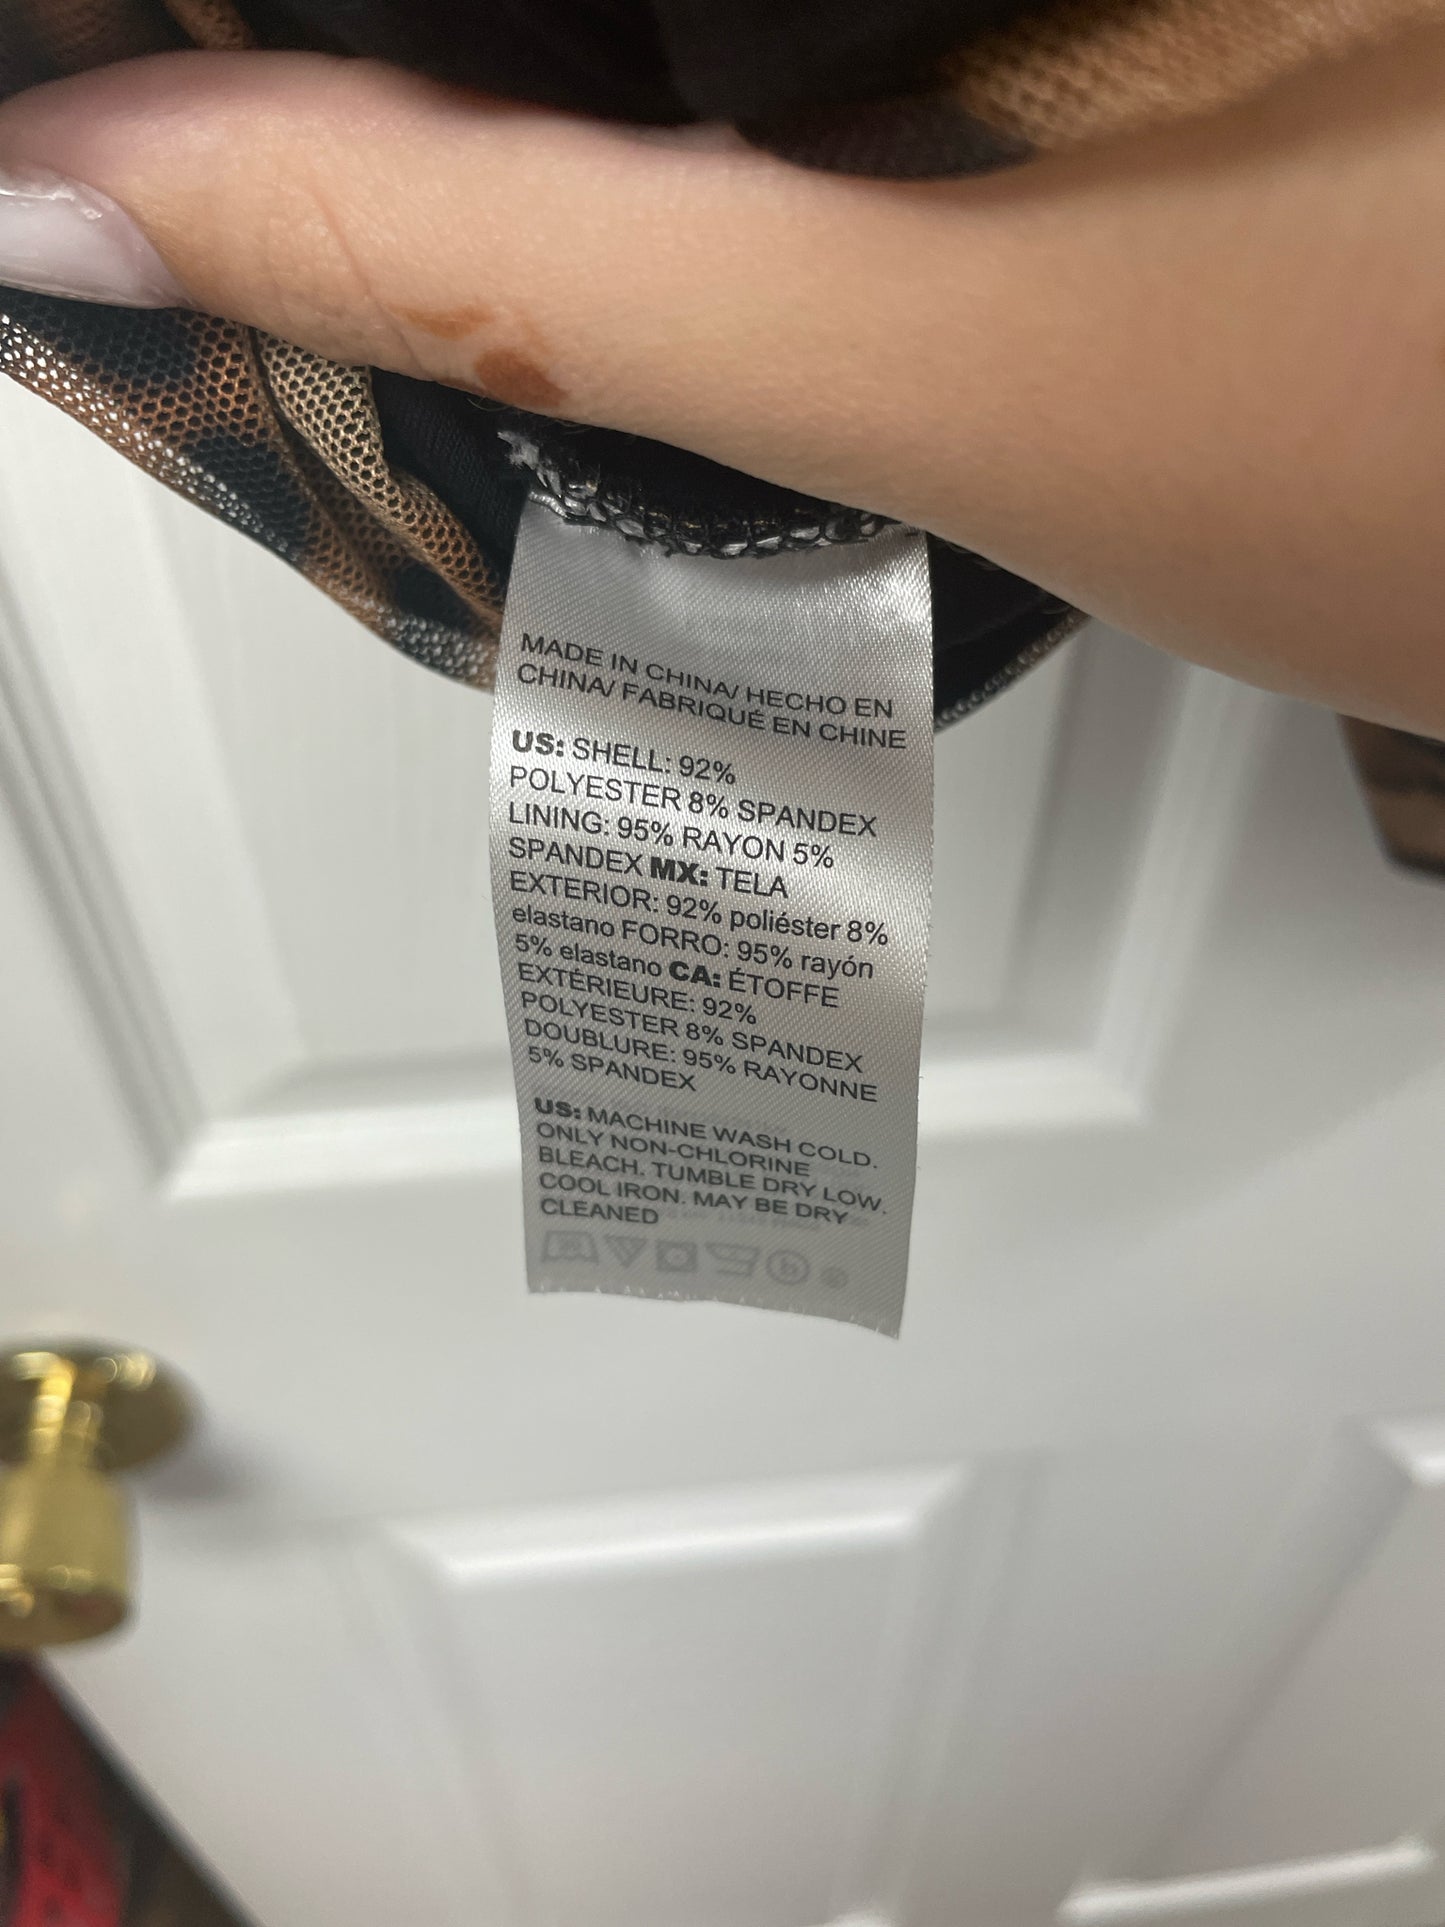 MADE IN CHINA/ HECHO EN
CHINA/ FABRIQUÉ EN CHINE
US: SHELL: 92%
POLYESTER 8% SPANDEX
LINING: 95% RAYON 5%
SPANDEX MX: TELA
EXTERIOR: 92% poliéster 8%
elastano FORRO: 95% rayón
5% elastano CA: ÉTOFFE
EXTÉRIEURE: 92%
POLYESTER 8% SPANDEX
DOUBLURE: 95% RAYONNE
5% SPANDEX
US: MACHINE WASH COLD.
ONLY NON-CHLORINE
BLEACH. TUMBLE DRY LOW.
COOL IRON. MAY BE DRY
CLEANED